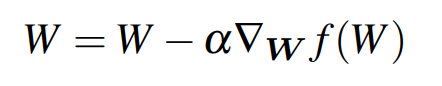 W = W − α∇_W f(W)